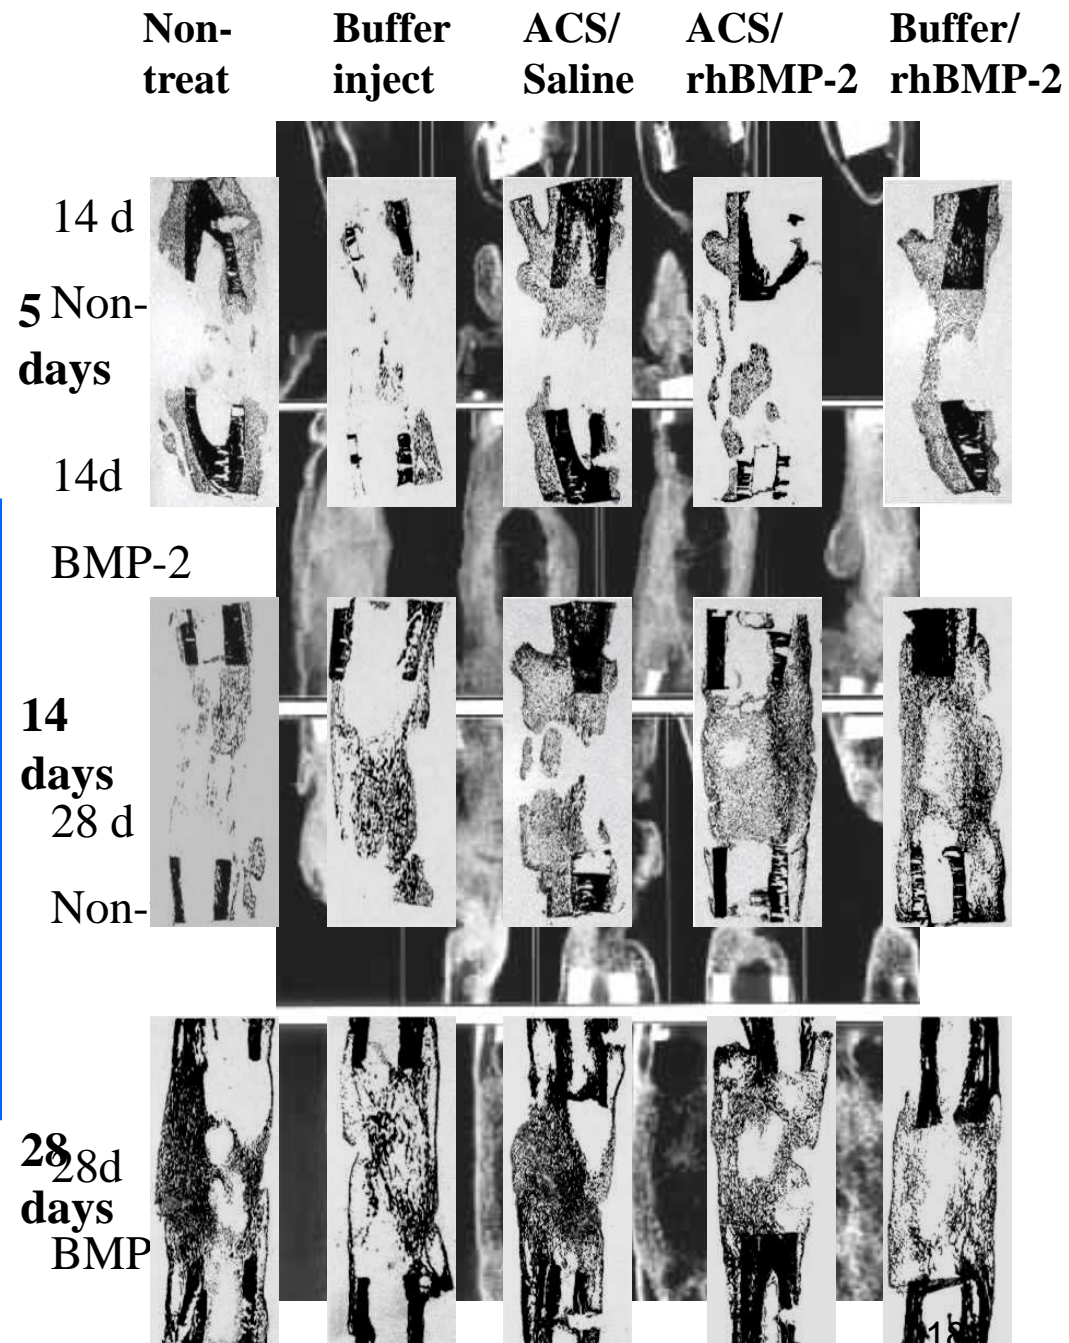 Non-
treat
Buffer
inject
ACS/
Saline
ACS/
rhBMP-2
Buffer/
rhBMP-2
14 d
Non-
5
days
14d
BMP-2
14
days
28 d
Non-
28
28d
days
BMP
18